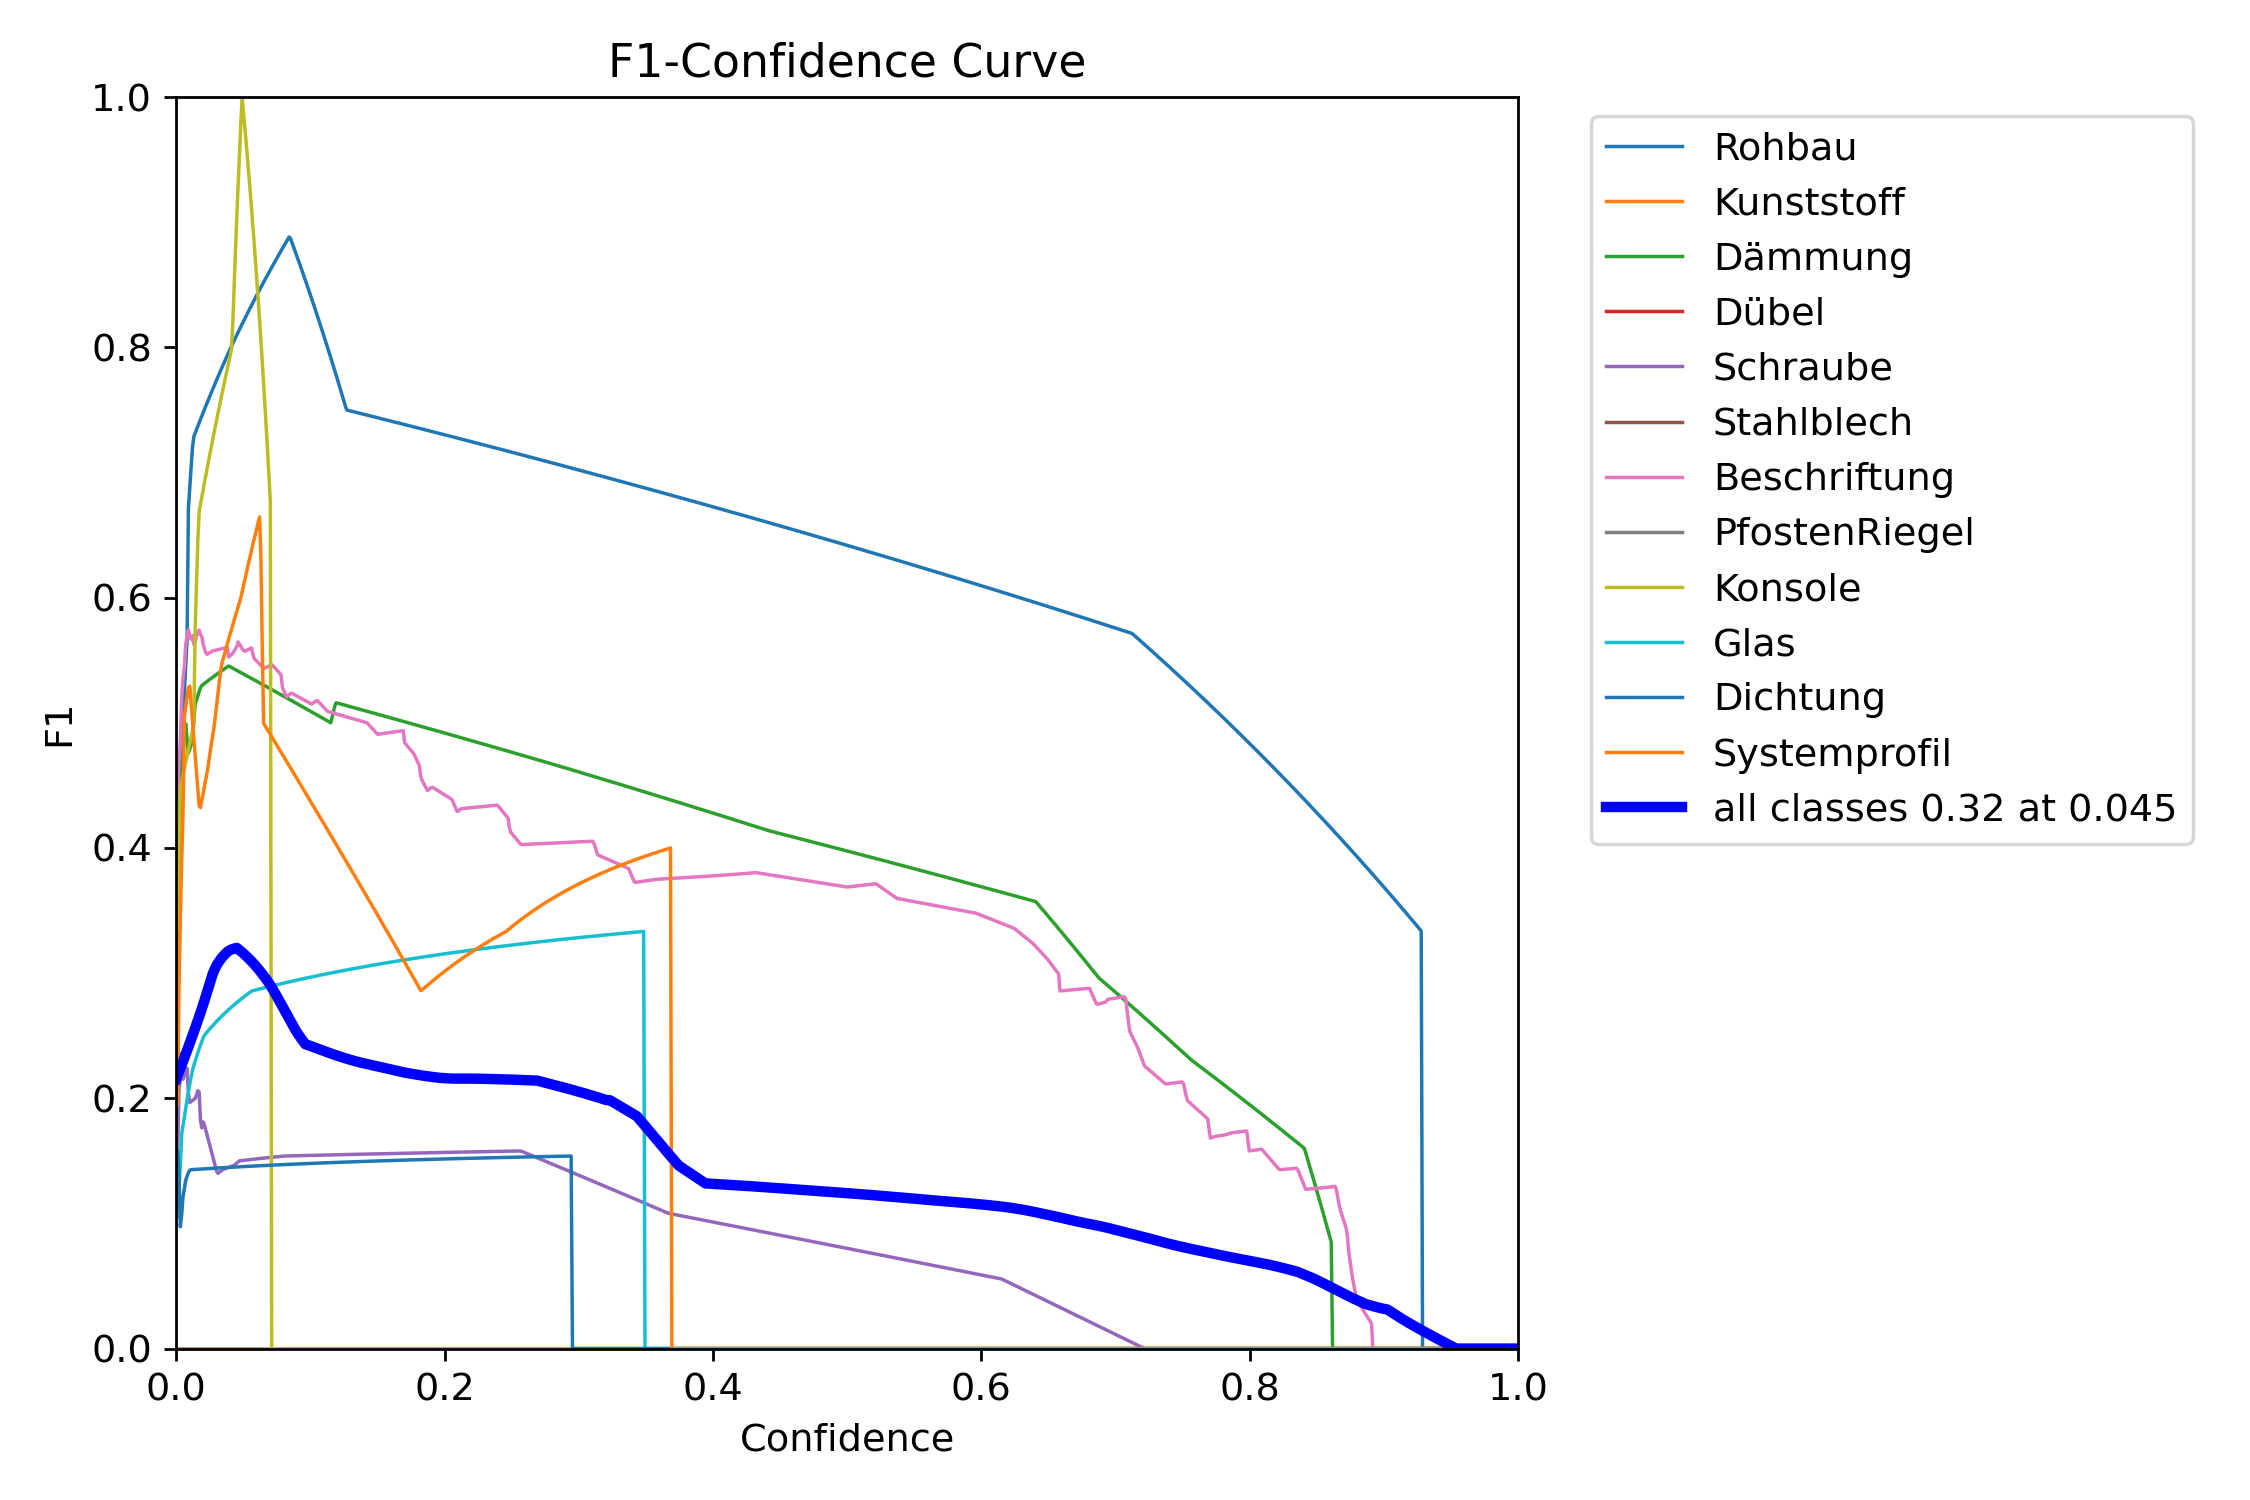 F1-Confidence Curve
1.0
0.8
0.6
0.4
0.2
0.0
F1
0.0 0.2 0.4 0.6 0.8 1.0
Confidence
Rohbau
Kunststoff
Dämmung
Dübel
Schraube
Stahlblech
Beschriftung
PfostenRiegel
Konsole
Glas
Dichtung
Systemprofil
all classes 0.32 at 0.045